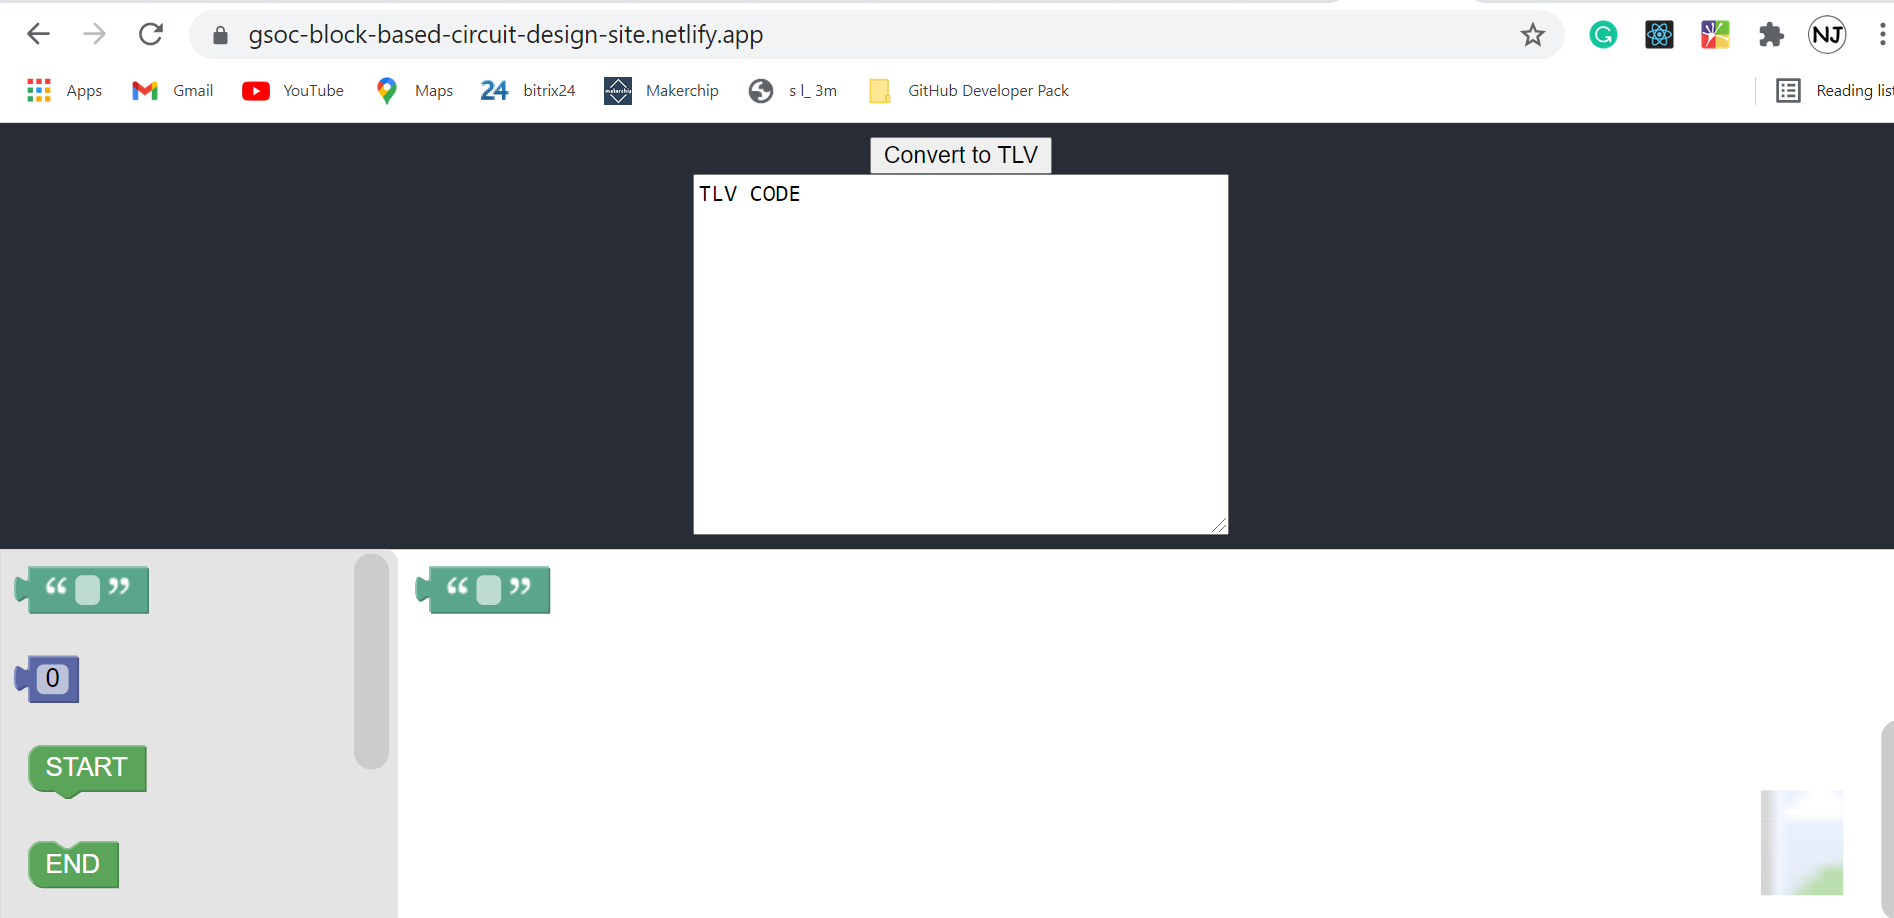 gsoc-block-based-circuit-design-site.netlify.app
NJ
Apps Gmail YouTube Maps 24 bitrix24 Makerchip s l_ 3m GitHub Developer Pack Reading list
Convert to TLV
TLV CODE
“ ” “ ”
0
START
END